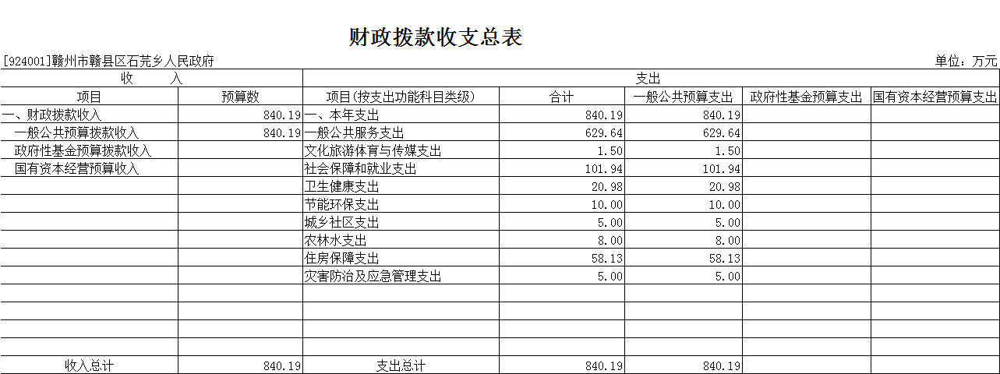 财政拨款收支总表
[924001]赣州市赣县区石芫乡人民政府 单位：万元
收 入 支出
项目 预算数 项目(按支出功能科目类级) 合计 一般公共预算支出 政府性基金预算支出 国有资本经营预算支出
一、财政拨款收入 840.19 一、本年支出 840.19 840.19
一般公共预算拨款收入 840.19 一般公共服务支出 629.64 629.64
政府性基金预算拨款收入 文化旅游体育与传媒支出 1.50 1.50
国有资本经营预算收入 社会保障和就业支出 101.94 101.94
卫生健康支出 20.98 20.98
节能环保支出 10.00 10.00
城乡社区支出 5.00 5.00
农林水支出 8.00 8.00
住房保障支出 58.13 58.13
灾害防治及应急管理支出 5.00 5.00
收入总计 840.19 支出总计 840.19 840.19